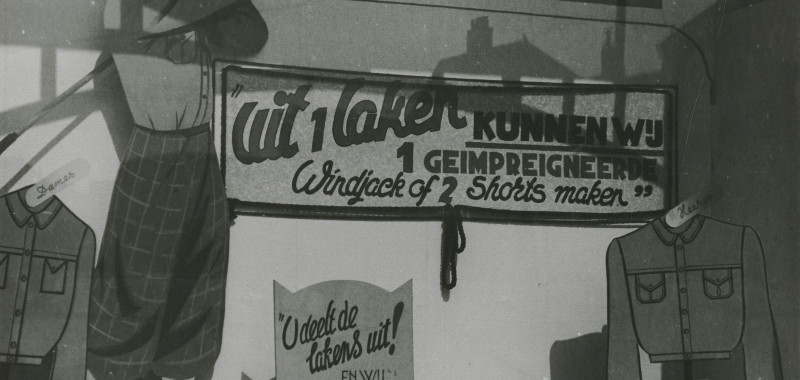 "Uit 1 laken KUNNEN WIJ
1 GEIMPREIGNEERDE
Windjack of 2 Shorts maken"
Dames
Heeren
"U deelt de
lakens uit!
EN WIJ